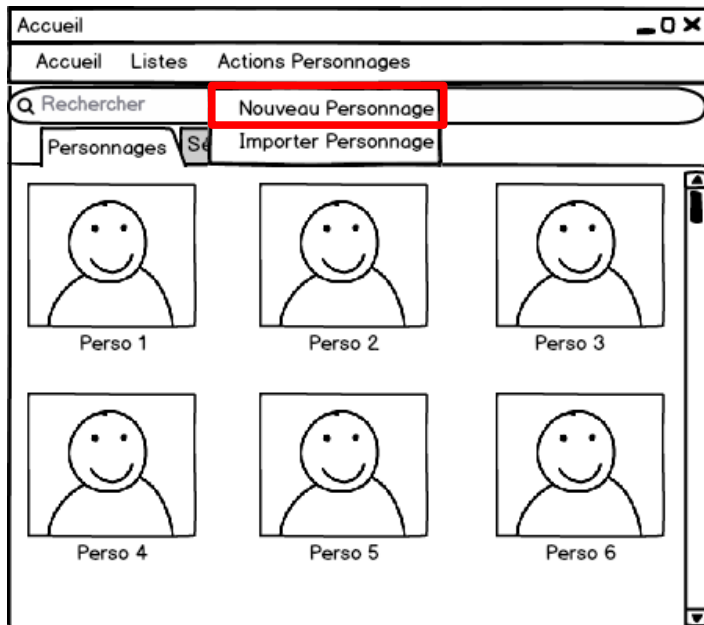 Accueil
Accueil Listes Actions Personnages
Rechercher Nouveau Personnage
Personnages Sé Importer Personnage
Perso 1 Perso 2 Perso 3
Perso 4 Perso 5 Perso 6